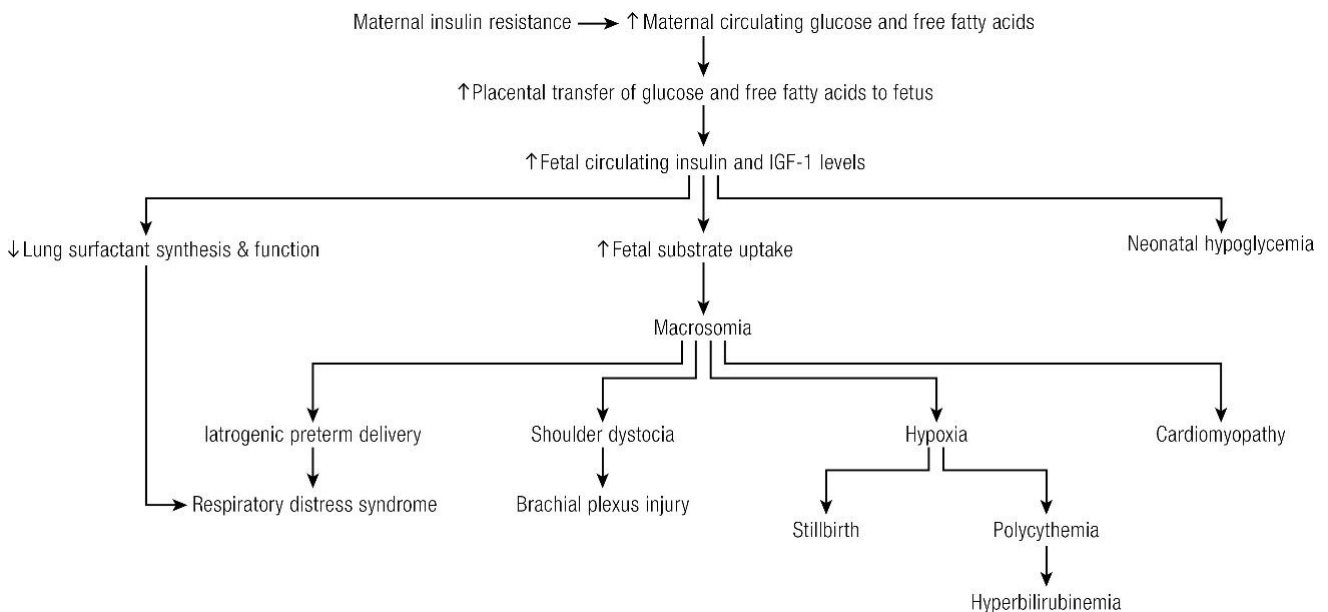 Maternal insulin resistance → ↑ Maternal circulating glucose and free fatty acids
↑Placental transfer of glucose and free fatty acids to fetus
↑Fetal circulating insulin and IGF-1 levels
↓Lung surfactant synthesis & function
↑Fetal substrate uptake
Neonatal hypoglycemia
Macrosomia
Iatrogenic preterm delivery
Shoulder dystocia
Hypoxia
Cardiomyopathy
Respiratory distress syndrome
Brachial plexus injury
Stillbirth
Polycythemia
Hyperbilirubinemia